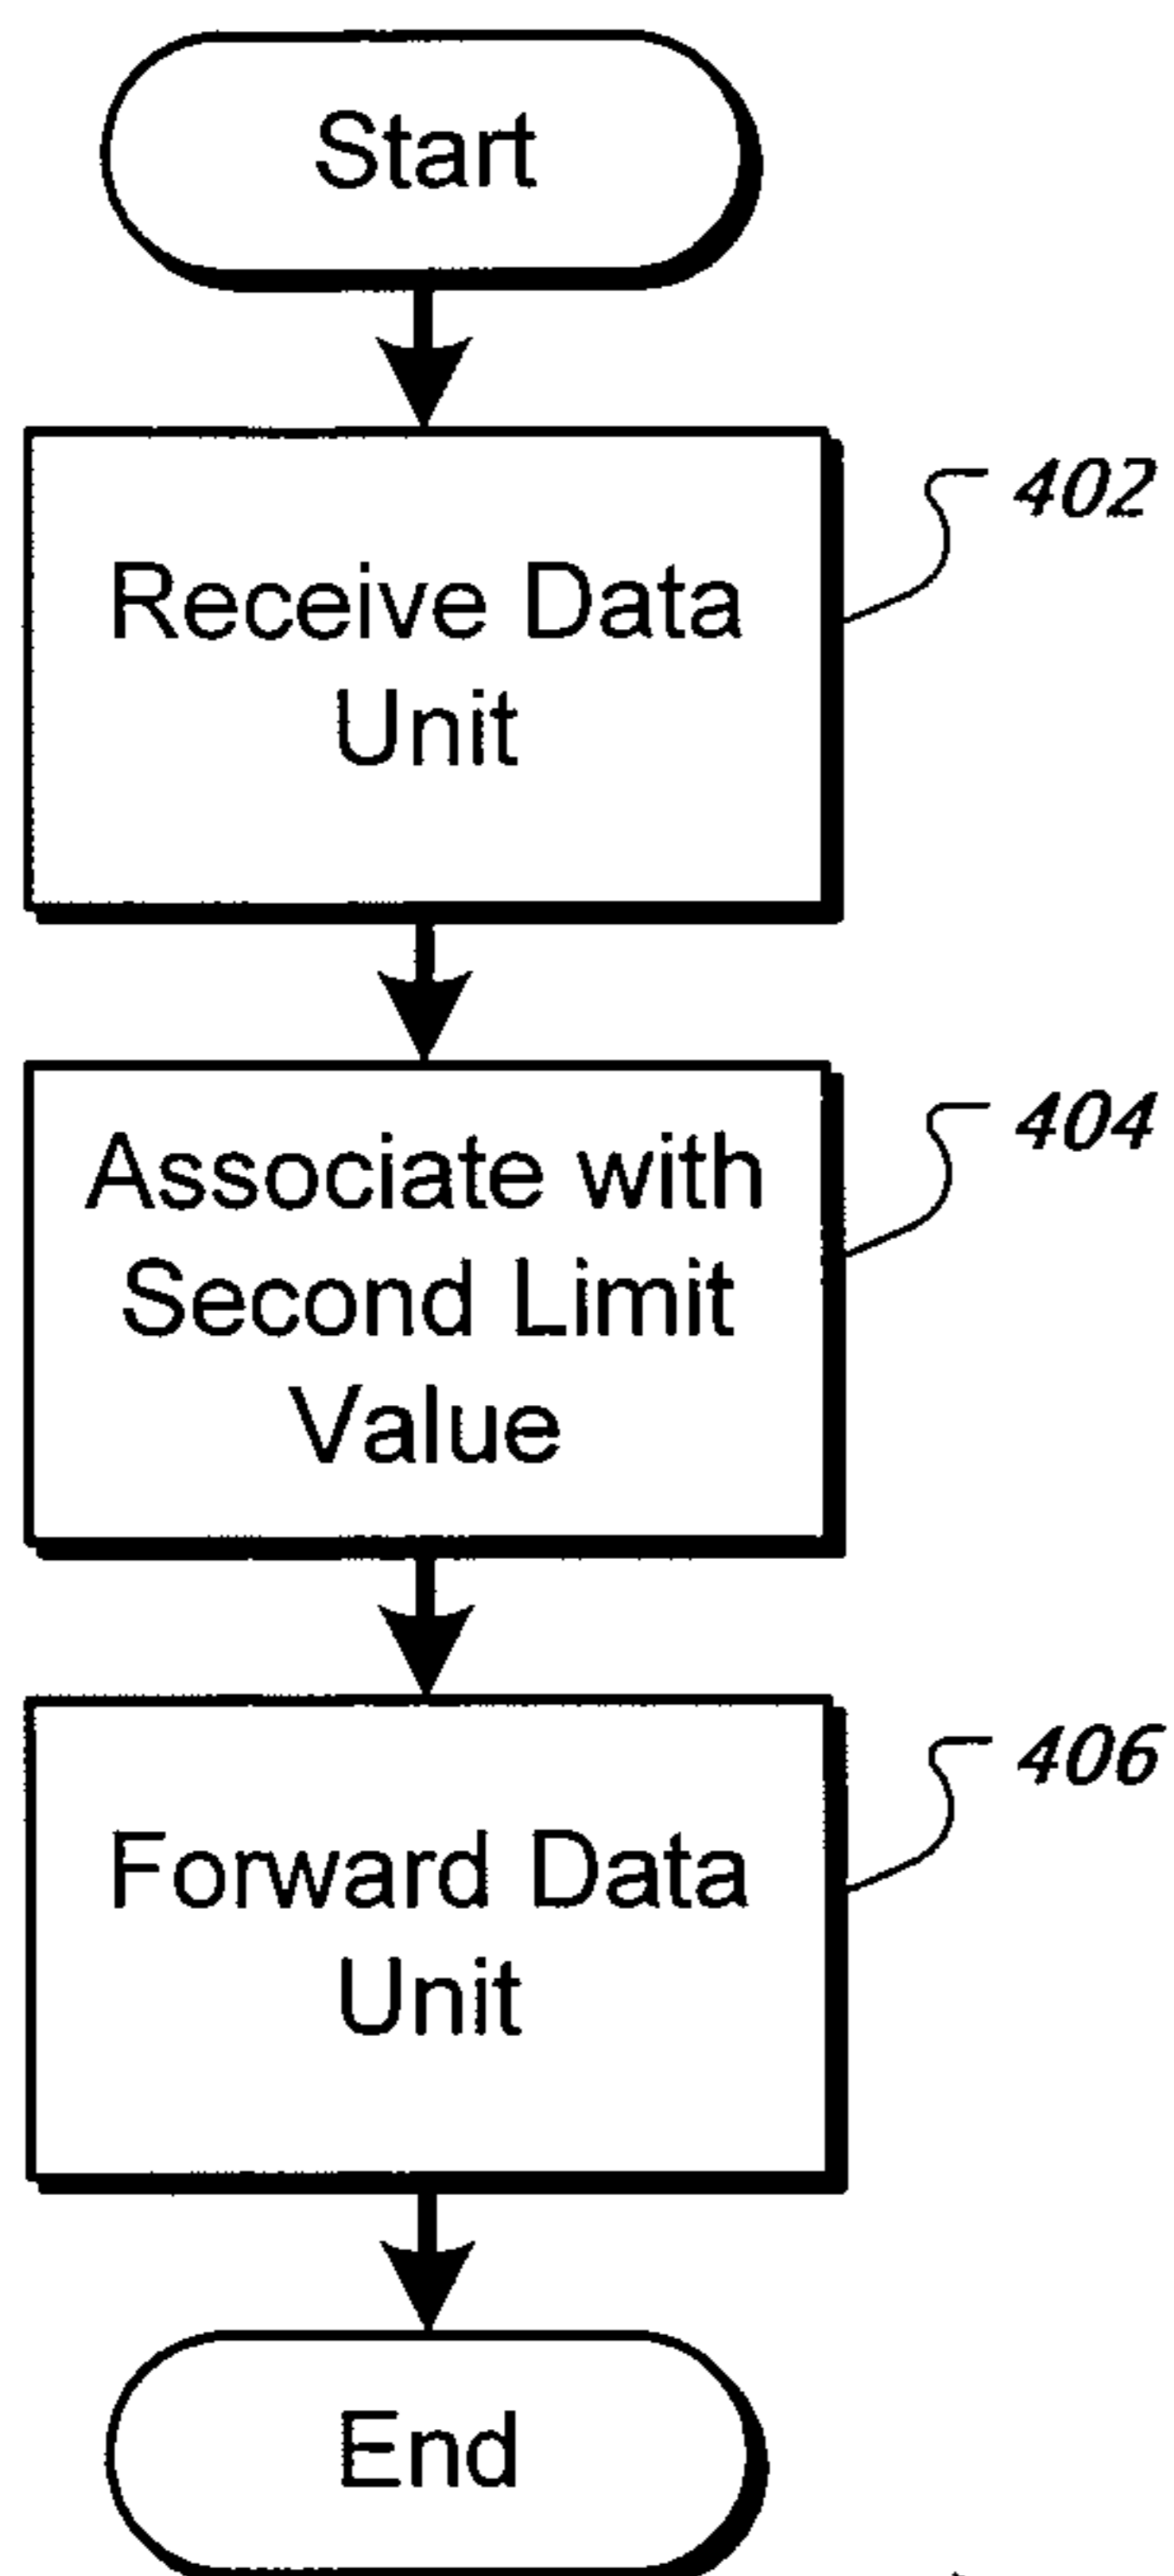 Start
Receive Data
Unit
402
Associate with
Second Limit
Value
404
Forward Data
Unit
406
End